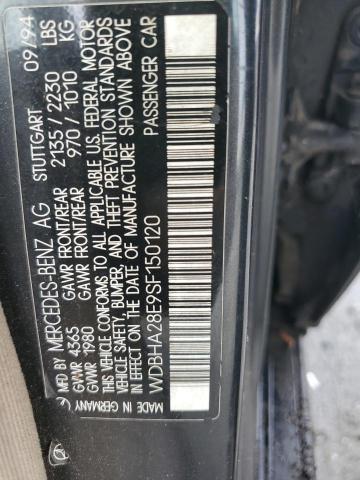 MERCEDES-BENZ AG STUTTGART 09/94
GVWR 4365 GAWR FRONT/REAR 2135 / 2230 LBS
GVWR 1980 GAWR FRONT/REAR 970 / 1010 KG
THIS VEHICLE CONFORMS TO ALL APPLICABLE U.S. FEDERAL MOTOR
VEHICLE SAFETY, BUMPER, AND THEFT PREVENTION STANDARDS IN
EFFECT ON THE DATE OF MANUFACTURE SHOWN ABOVE.
WDBHA28E9SF150120 PASSENGER CAR
MADE IN GERMANY